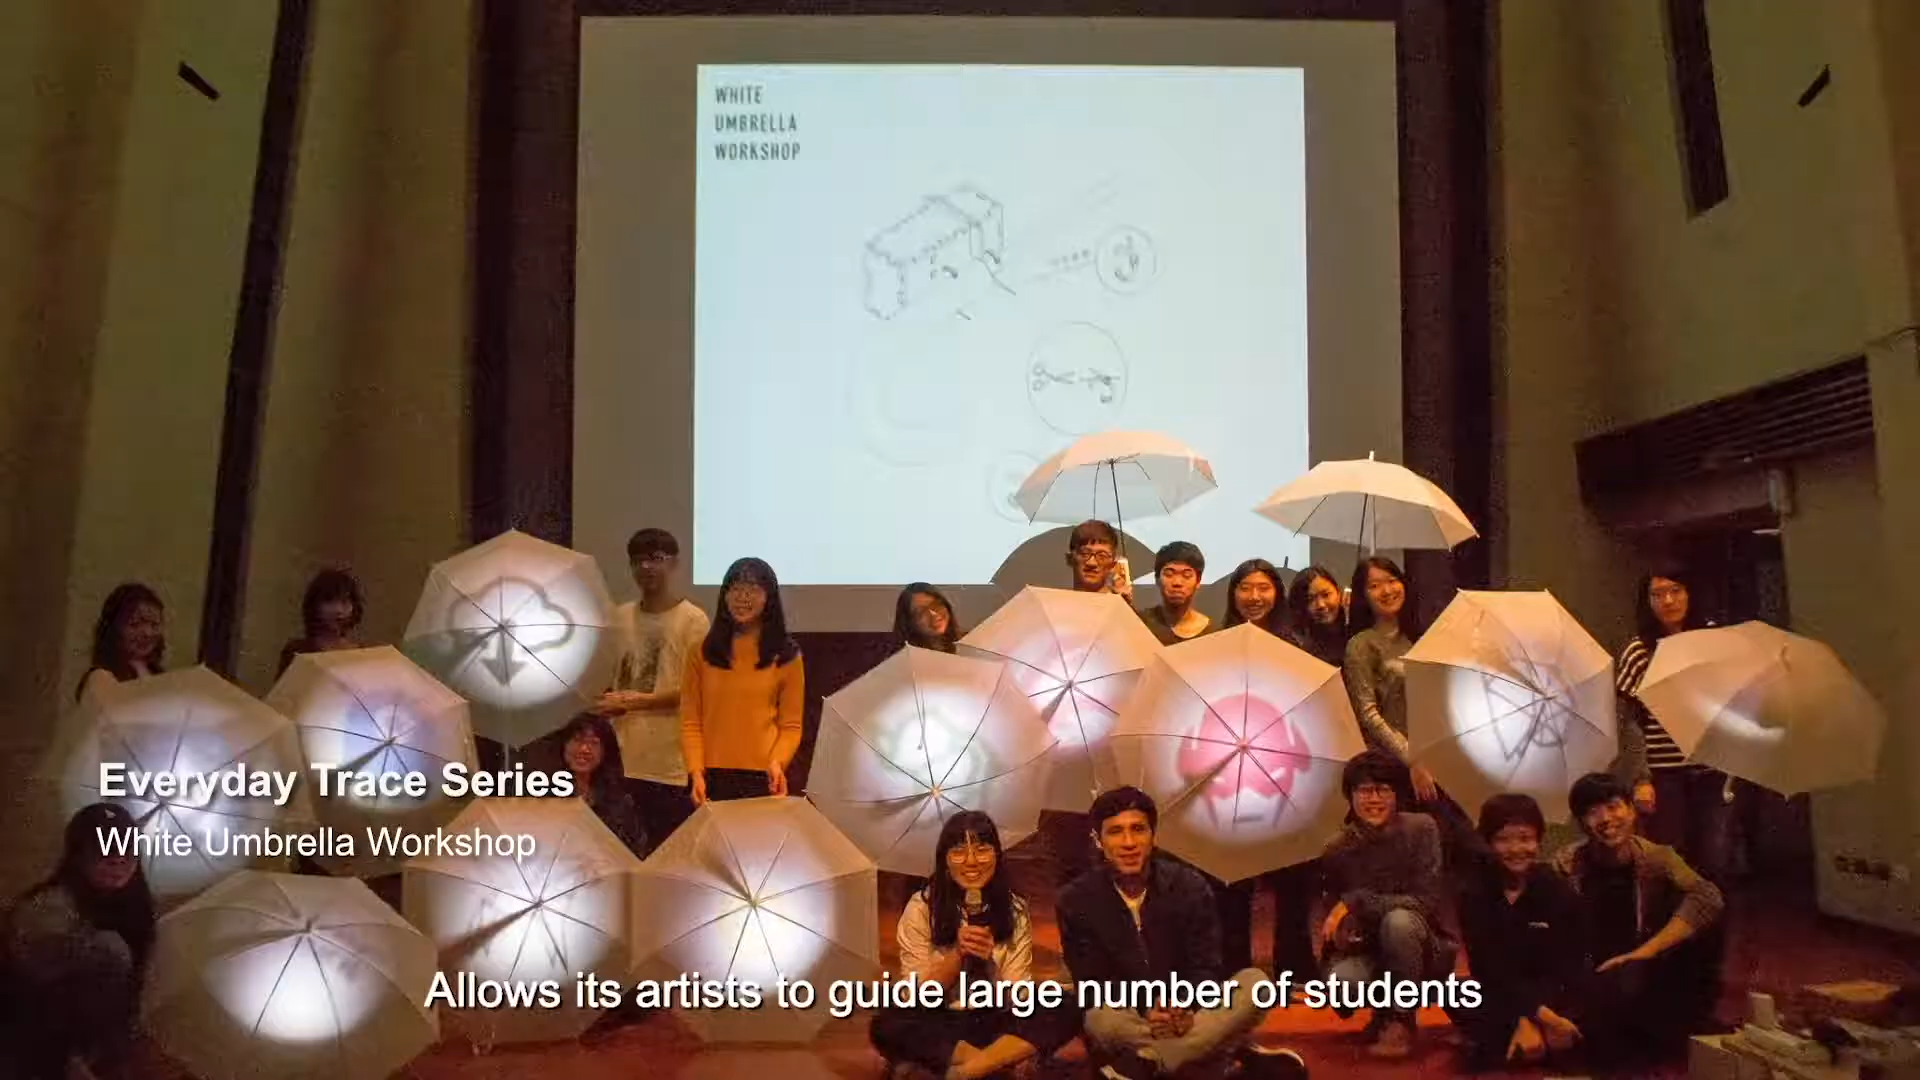 WHITE
UMBRELLA
WORKSHOP
Everyday Trace Series
White Umbrella Workshop
Allows its artists to guide large number of students